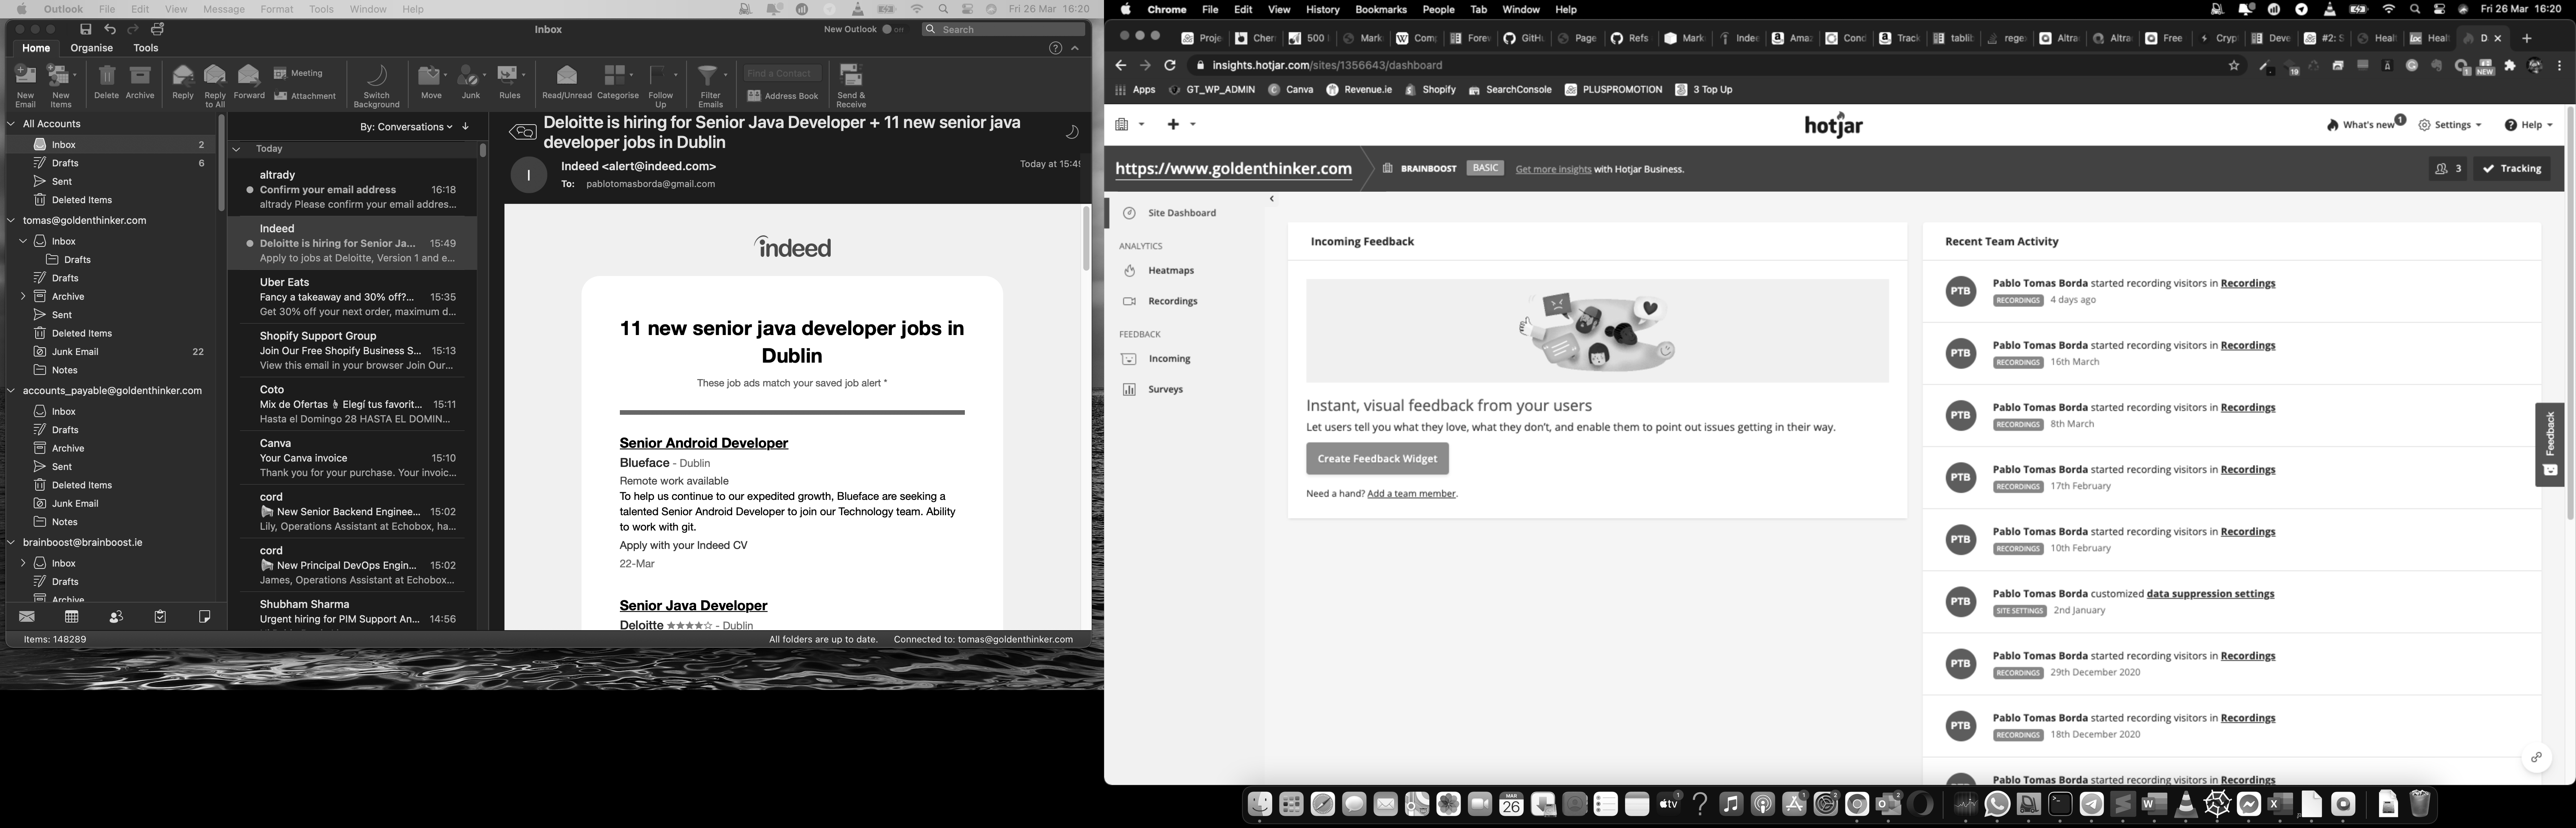 Outlook File Edit View Message Format Tools Window Help
Fri 26 Mar 16:20
Inbox
New Outlook
Search
Home Organise Tools
New Email
New Items
Delete
Archive
Reply
Reply to All
Forward
Meeting
Attachment
Switch Background
Move
Junk
Rules
Read/Unread
Categorise
Follow Up
Filter Emails
Find a Contact
Address Book
Send & Receive
All Accounts
Inbox 2
Drafts 6
Sent
Deleted Items
tomas@goldenthinker.com
Inbox
Drafts
Drafts
Archive
Sent
Deleted Items
Junk Email 22
Notes
accounts_payable@goldenthinker.com
Inbox
Drafts
Archive
Sent
Deleted Items
Junk Email
Notes
brainboost@brainboost.ie
Inbox
Drafts
Archive
Items: 148289
By: Conversations
Today
altrady
Confirm your email address 16:18
altrady Please confirm your email addres...
Indeed
Deloitte is hiring for Senior Ja... 15:49
Apply to jobs at Deloitte, Version 1 and e...
Uber Eats
Fancy a takeaway and 30% off?... 15:35
Get 30% off your next order, maximum d...
Shopify Support Group
Join Our Free Shopify Business S... 15:13
View this email in your browser Join Our...
Coto
Mix de Ofertas Elegí tus favorit... 15:11
Hasta el Domingo 28 HASTA EL DOMIN...
Canva
Your Canva invoice 15:10
Thank you for your purchase. Your invoic...
cord
New Senior Backend Enginee... 15:02
Lily, Operations Assistant at Echobox, ha...
cord
New Principal DevOps Engin... 15:02
James, Operations Assistant at Echobox...
Shubham Sharma
Urgent hiring for PIM Support An... 14:56
Deloitte is hiring for Senior Java Developer + 11 new senior java
developer jobs in Dublin
I
Indeed <alert@indeed.com>
Today at 15:49
To: pablotomasborda@gmail.com
indeed
11 new senior java developer jobs in
Dublin
These job ads match your saved job alert *
Senior Android Developer
Blueface - Dublin
Remote work available
To help us continue to our expedited growth, Blueface are seeking a
talented Senior Android Developer to join our Technology team. Ability
to work with git.
Apply with your Indeed CV
22-Mar
Senior Java Developer
Deloitte ★★★★☆ - Dublin
All folders are up to date. Connected to: tomas@goldenthinker.com
Chrome File Edit View History Bookmarks People Tab Window Help
Fri 26 Mar 16:20
Proje Cher 500 Mark Comp Forev GitHu Page Refs Mark Indee Amaz Cond Track tablib rege Altra Altra Free Cryp Deve #2: S Healt Healt D
insights.hotjar.com/sites/1356643/dashboard
Apps GT_WP_ADMIN Canva Revenue.ie Shopify SearchConsole PLUSPROMOTION 3 Top Up
hotjar
What's new 1 Settings Help
https://www.goldenthinker.com BRAINBOOST BASIC Get more insights with Hotjar Business.
3 Tracking
Site Dashboard
ANALYTICS
Heatmaps
Recordings
FEEDBACK
Incoming
Surveys
Incoming Feedback
Instant, visual feedback from your users
Let users tell you what they love, what they don't, and enable them to point out issues getting in their way.
Create Feedback Widget
Need a hand? Add a team member.
Recent Team Activity
PTB
Pablo Tomas Borda started recording visitors in Recordings
RECORDINGS 4 days ago
PTB
Pablo Tomas Borda started recording visitors in Recordings
RECORDINGS 16th March
PTB
Pablo Tomas Borda started recording visitors in Recordings
RECORDINGS 8th March
PTB
Pablo Tomas Borda started recording visitors in Recordings
RECORDINGS 17th February
PTB
Pablo Tomas Borda started recording visitors in Recordings
RECORDINGS 10th February
PTB
Pablo Tomas Borda customized data suppression settings
SITE SETTINGS 2nd January
PTB
Pablo Tomas Borda started recording visitors in Recordings
RECORDINGS 29th December 2020
PTB
Pablo Tomas Borda started recording visitors in Recordings
RECORDINGS 18th December 2020
Pablo Tomas Borda started recording visitors in Recordings
Feedback
MAR
26
tv